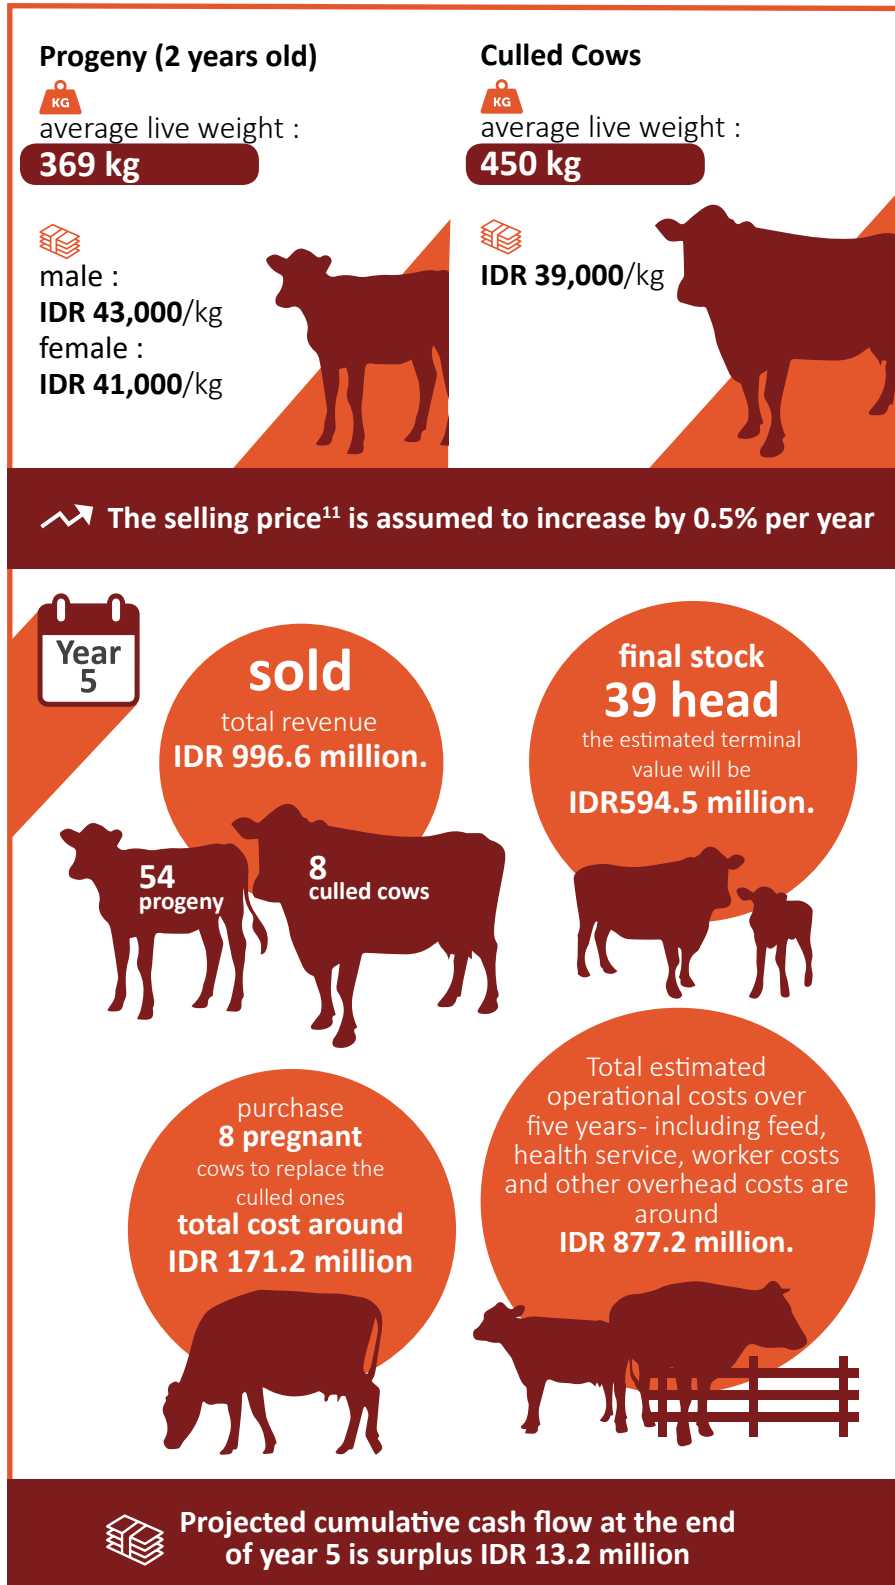 Progeny (2 years old)
KG
average live weight :
369 kg
male :
IDR 43,000/kg
female :
IDR 41,000/kg
Culled Cows
KG
average live weight :
450 kg
IDR 39,000/kg
The selling price¹¹ is assumed to increase by 0.5% per year
Year
5
sold
total revenue
IDR 996.6 million.
54
progeny
8
culled cows
final stock
39 head
the estimated terminal
value will be
IDR594.5 million.
purchase
8 pregnant
cows to replace the
culled ones
total cost around
IDR 171.2 million
Total estimated
operational costs over
five years- including feed,
health service, worker costs
and other overhead costs are
around
IDR 877.2 million.
Projected cumulative cash flow at the end
of year 5 is surplus IDR 13.2 million